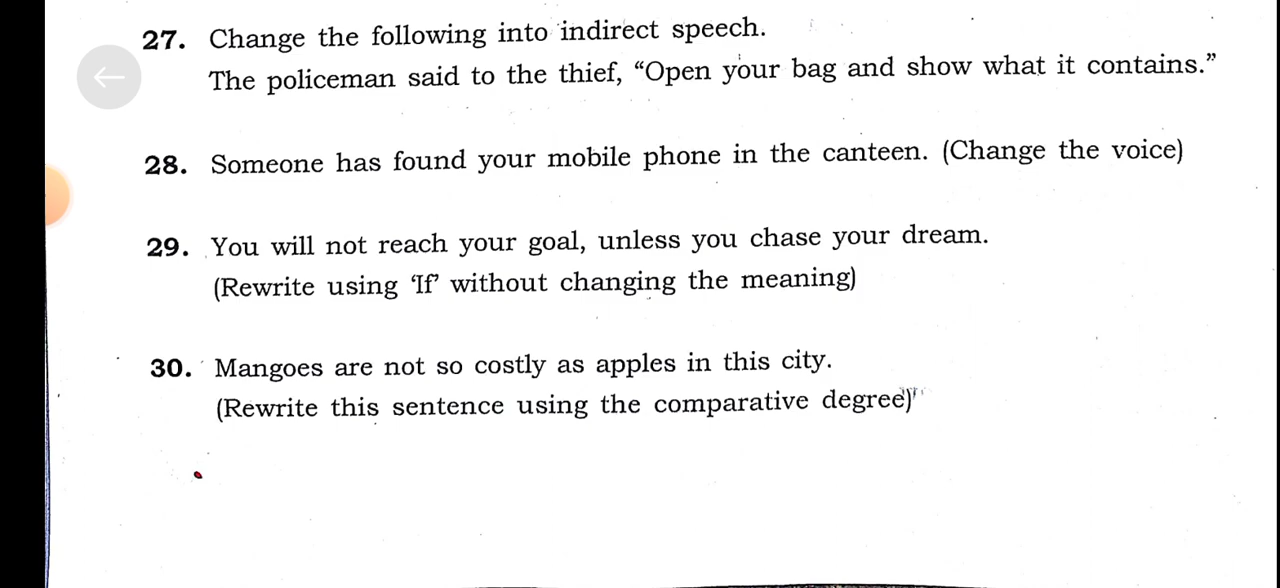 27. Change the following into indirect speech.
The policeman said to the thief, “Open your bag and show what it contains.”
28. Someone has found your mobile phone in the canteen. (Change the voice)
29. You will not reach your goal, unless you chase your dream.
(Rewrite using ‘If’ without changing the meaning)
30. Mangoes are not so costly as apples in this city.
(Rewrite this sentence using the comparative degree)